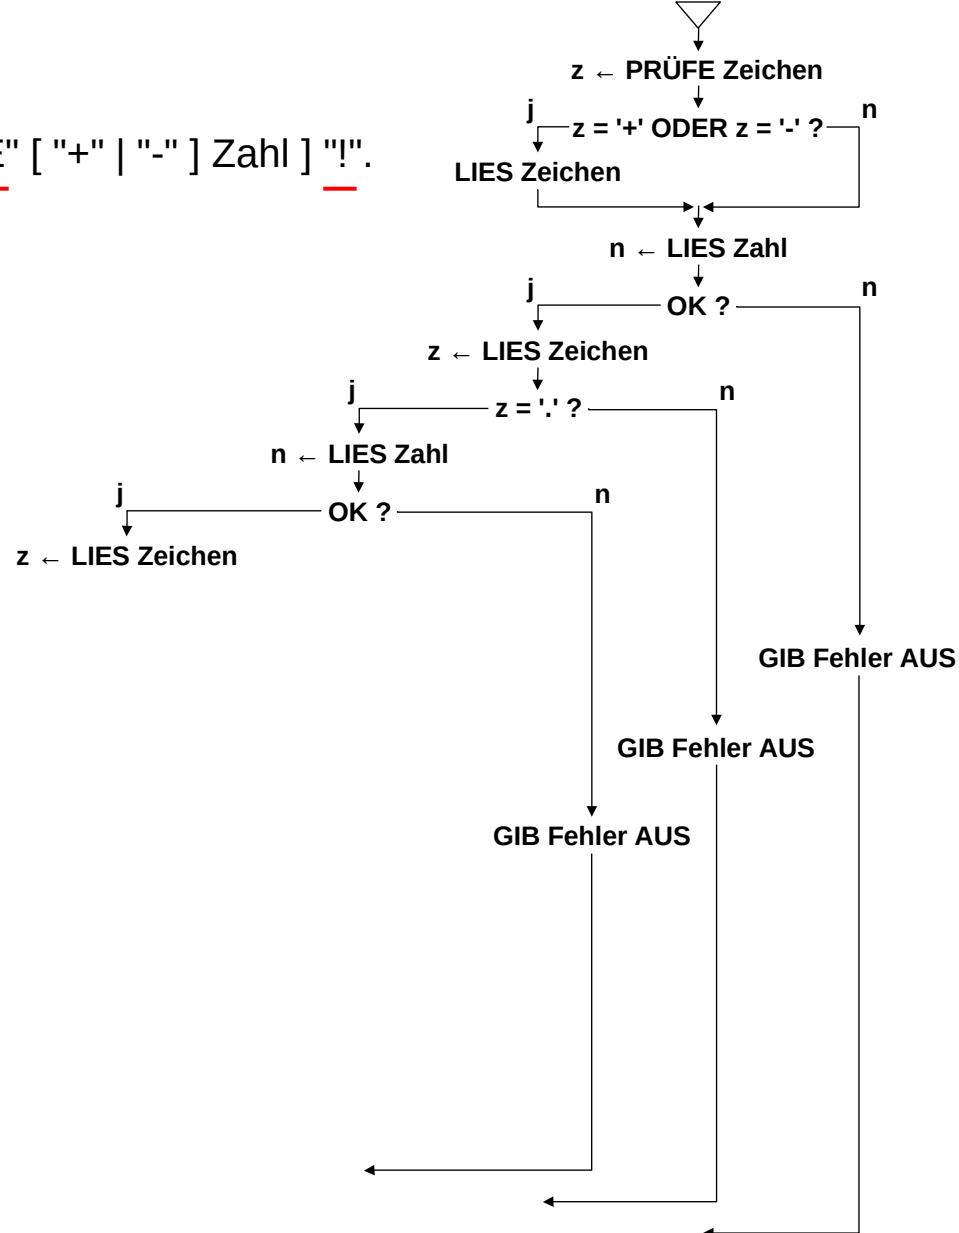 z ← PRÜFE Zeichen
j
n
z = '+' ODER z = '-' ?
E" [ "+" | "-" ] Zahl ] "!".
LIES Zeichen
n ← LIES Zahl
j
n
OK ?
z ← LIES Zeichen
j
n
z = '.' ?
n ← LIES Zahl
j
n
OK ?
z ← LIES Zeichen
GIB Fehler AUS
GIB Fehler AUS
GIB Fehler AUS